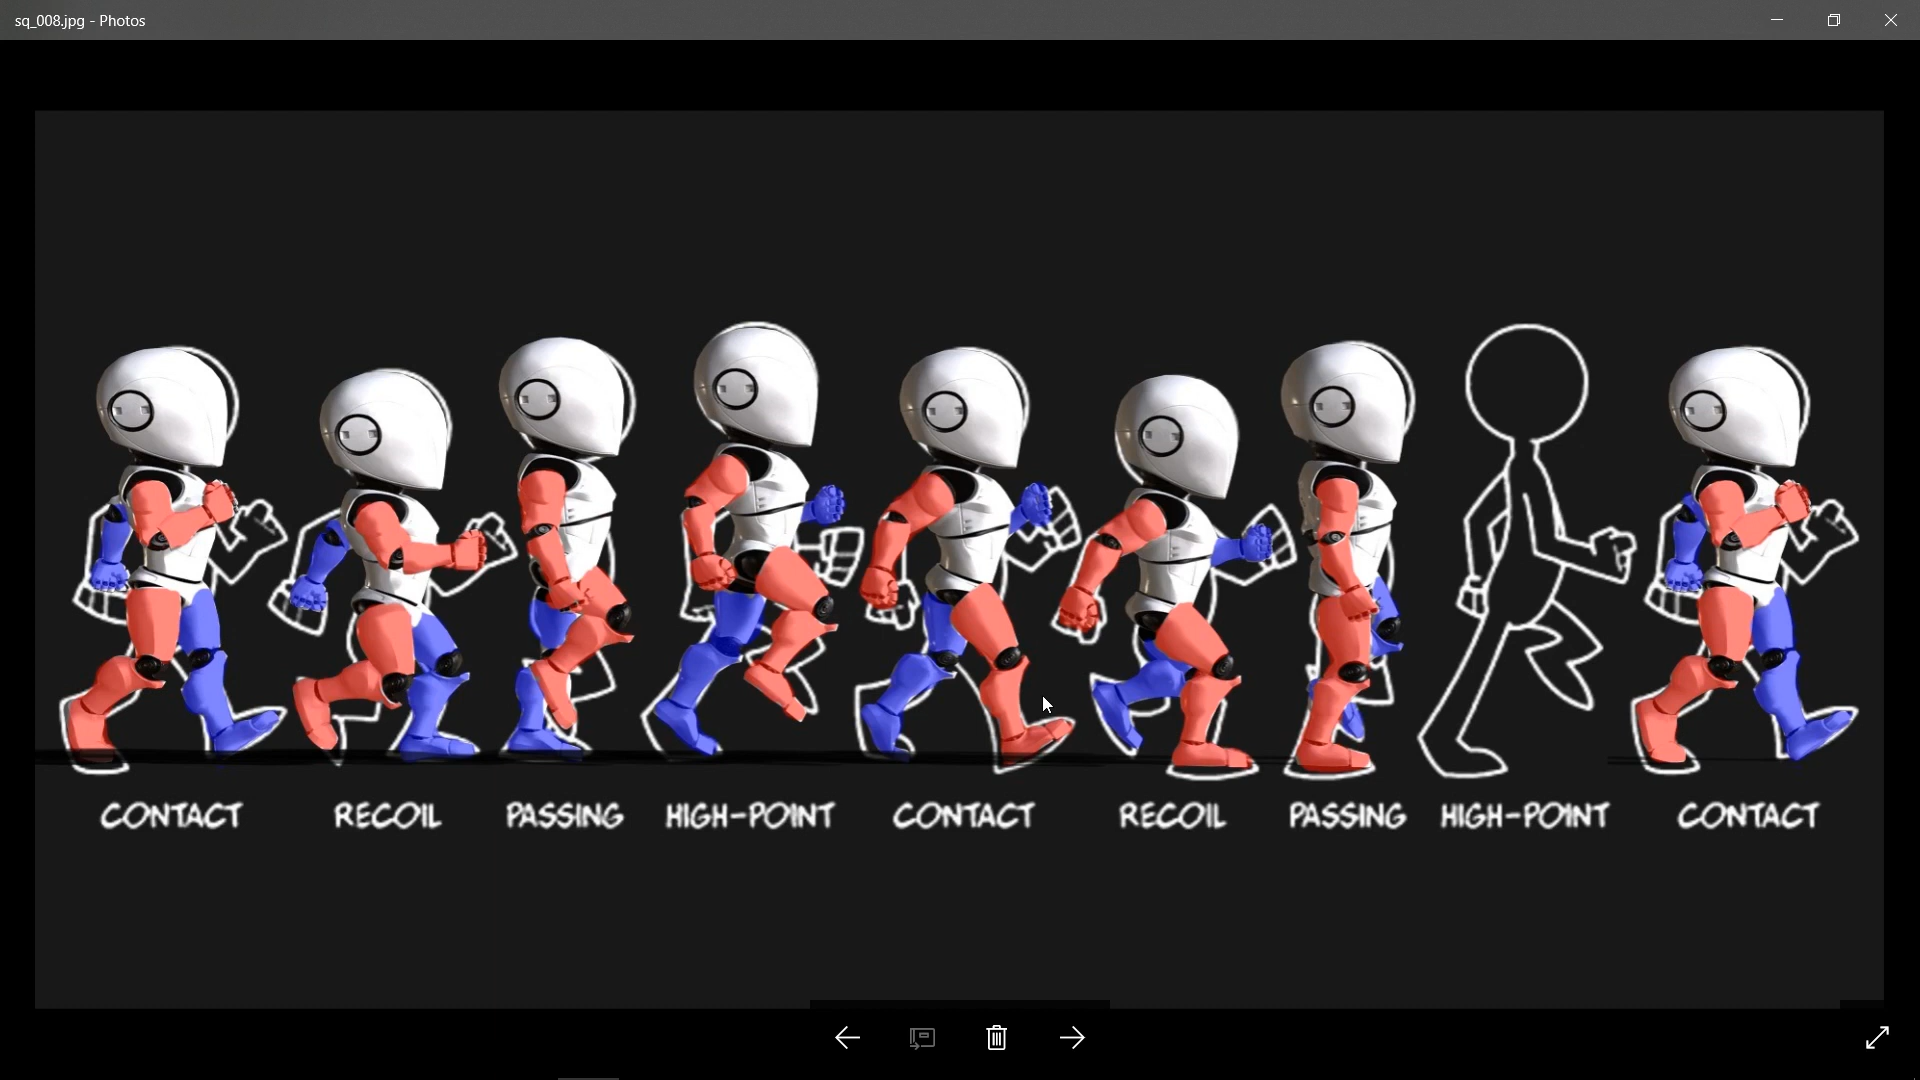 sq_008.jpg - Photos
CONTACT RECOIL PASSING HIGH-POINT CONTACT RECOIL PASSING HIGH-POINT CONTACT